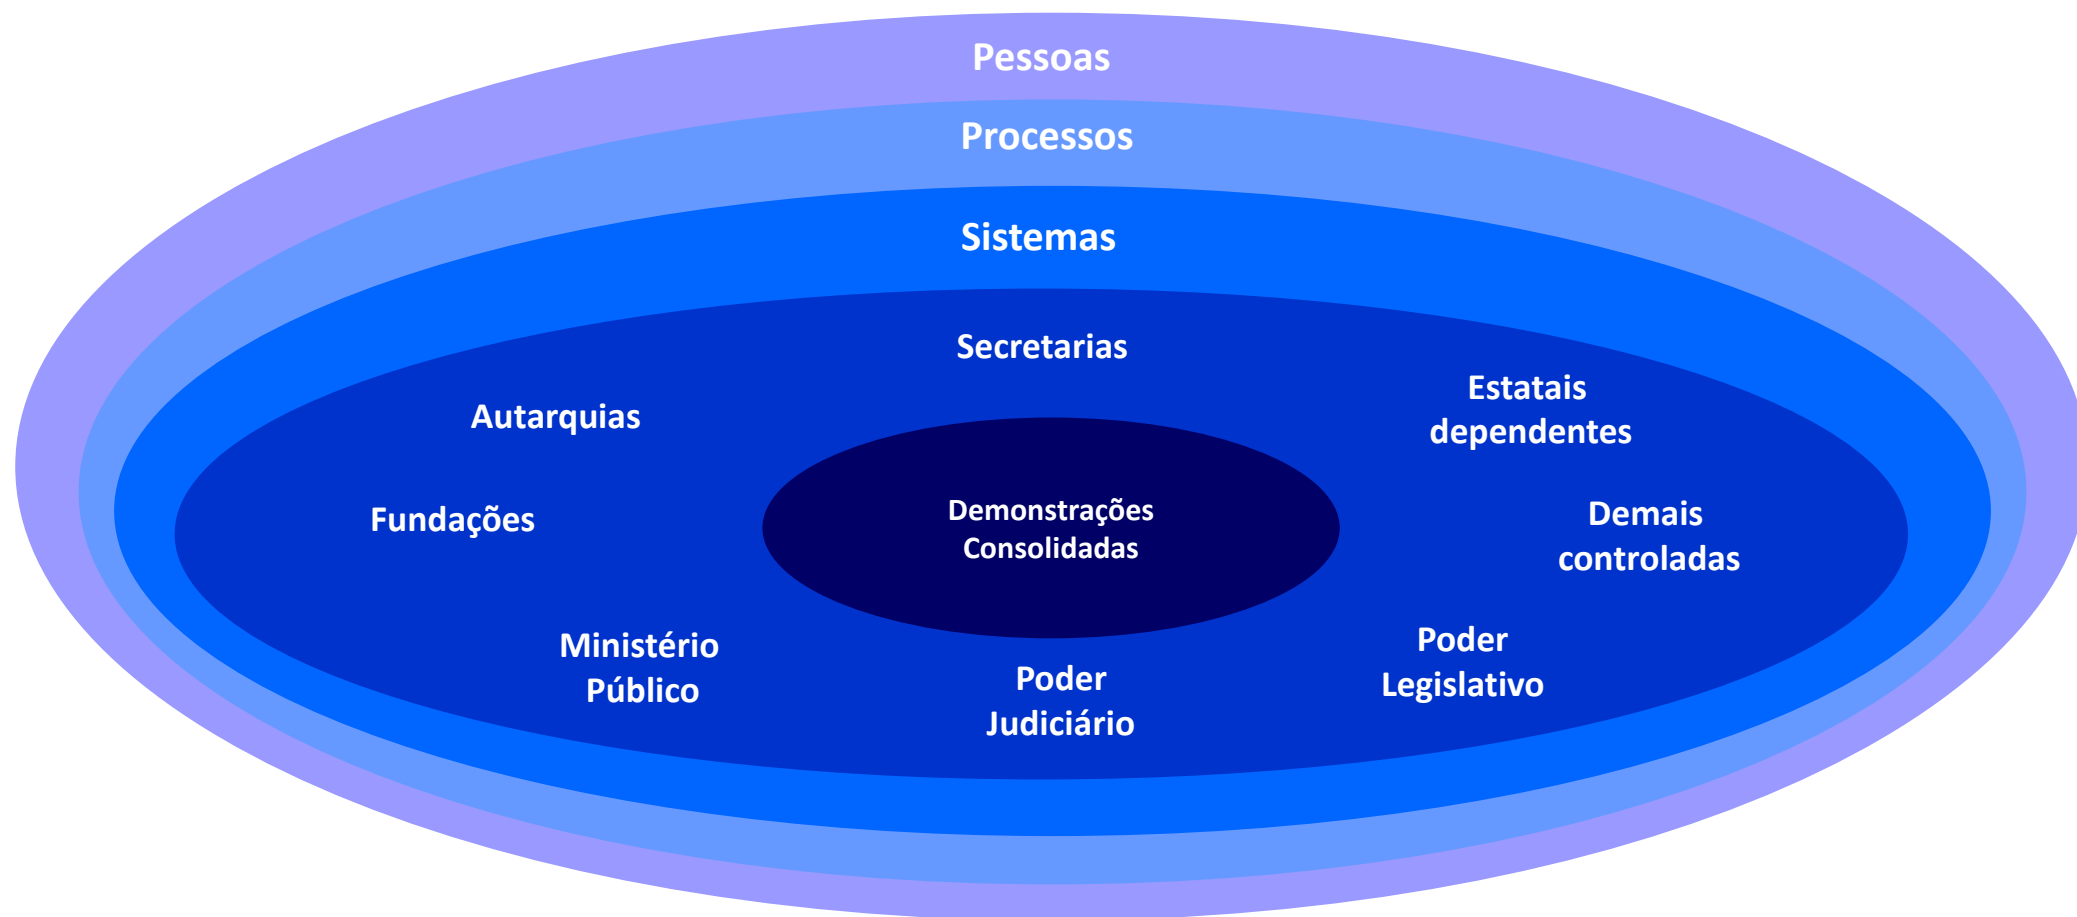 Pessoas
Processos
Sistemas
Secretarias
Autarquias
Estatais
dependentes
Fundações
Demonstrações
Consolidadas
Demais
controladas
Ministério
Público
Poder
Judiciário
Poder
Legislativo